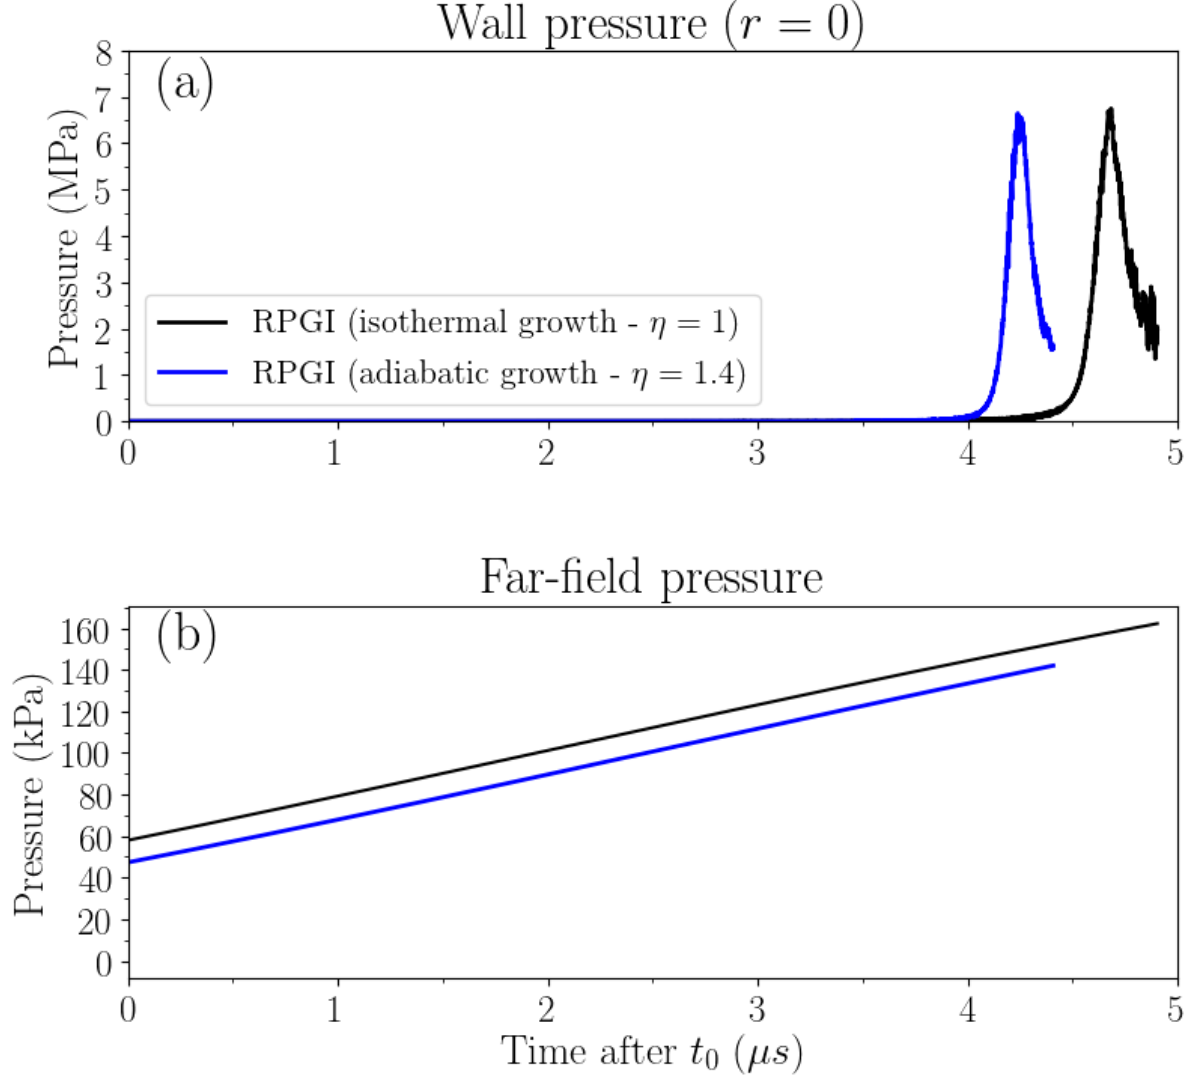 Wall pressure (r = 0)
(a)
Pressure (MPa)
8
7
6
5
4
3
2
1
0
RPGI (isothermal growth - η = 1)
RPGI (adiabatic growth - η = 1.4)
0 1 2 3 4 5
Far-field pressure
(b)
Pressure (kPa)
160
140
120
100
80
60
40
20
0
0 1 2 3 4 5
Time after t₀ (μs)